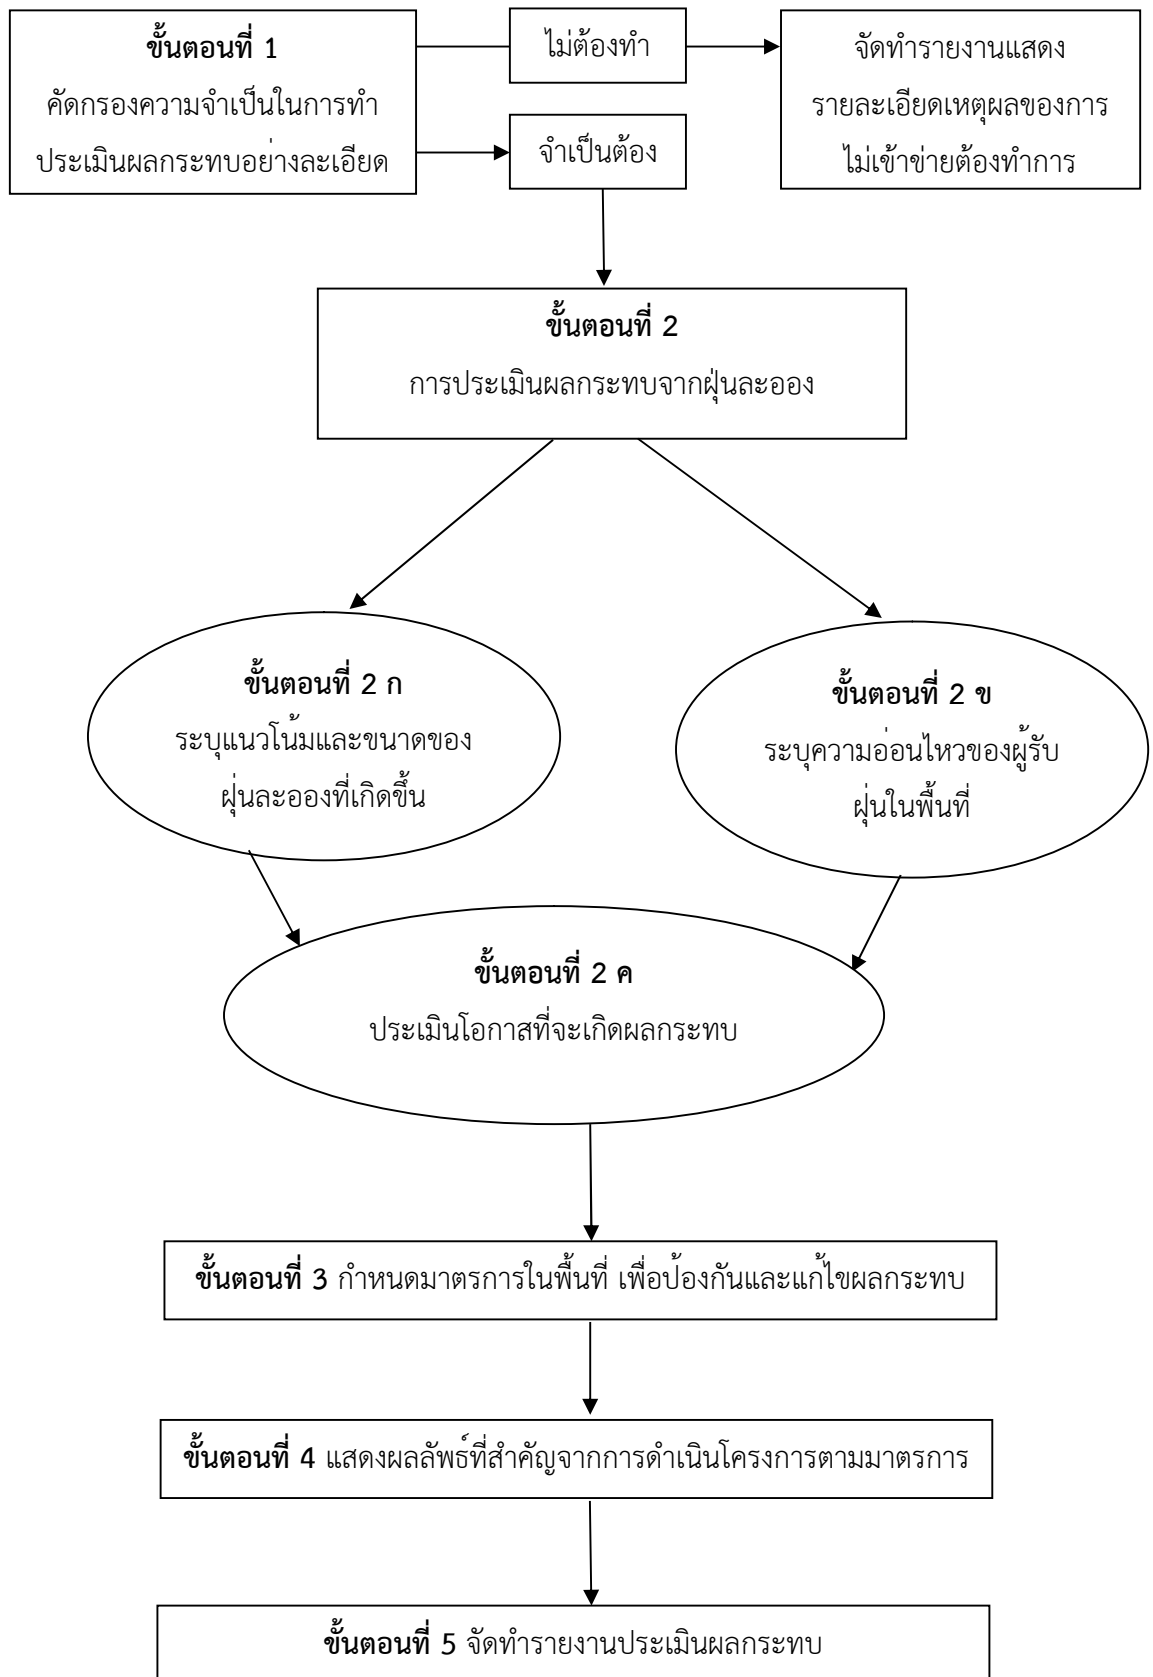 ขั้นตอนที่ 1
คัดกรองความจำเป็นในการทำ
ประเมินผลกระทบอย่างละเอียด
ไม่ต้องทำ
จำเป็นต้อง
จัดทำรายงานแสดง
รายละเอียดเหตุผลของการ
ไม่เข้าข่ายต้องทำการ
ขั้นตอนที่ 2
การประเมินผลกระทบจากฝุ่นละออง
ขั้นตอนที่ 2 ก
ระบุแนวโน้มและขนาดของ
ฝุ่นละอองที่เกิดขึ้น
ขั้นตอนที่ 2 ข
ระบุความอ่อนไหวของผู้รับ
ฝุ่นในพื้นที่
ขั้นตอนที่ 2 ค
ประเมินโอกาสที่จะเกิดผลกระทบ
ขั้นตอนที่ 3 กำหนดมาตรการในพื้นที่ เพื่อป้องกันและแก้ไขผลกระทบ
ขั้นตอนที่ 4 แสดงผลลัพธ์ที่สำคัญจากการดำเนินโครงการตามมาตรการ
ขั้นตอนที่ 5 จัดทำรายงานประเมินผลกระทบ